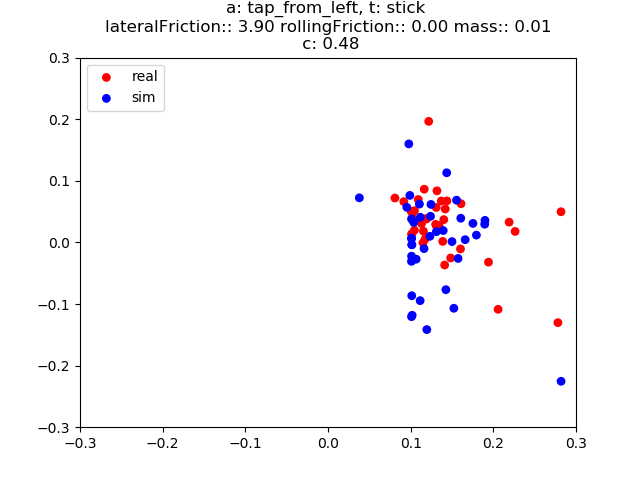 a: tap_from_left, t: stick
lateralFriction:: 3.90 rollingFriction:: 0.00 mass:: 0.01
c: 0.48
real
sim
0.3
0.2
0.1
0.0
−0.1
−0.2
−0.3
−0.3 −0.2 −0.1 0.0 0.1 0.2 0.3